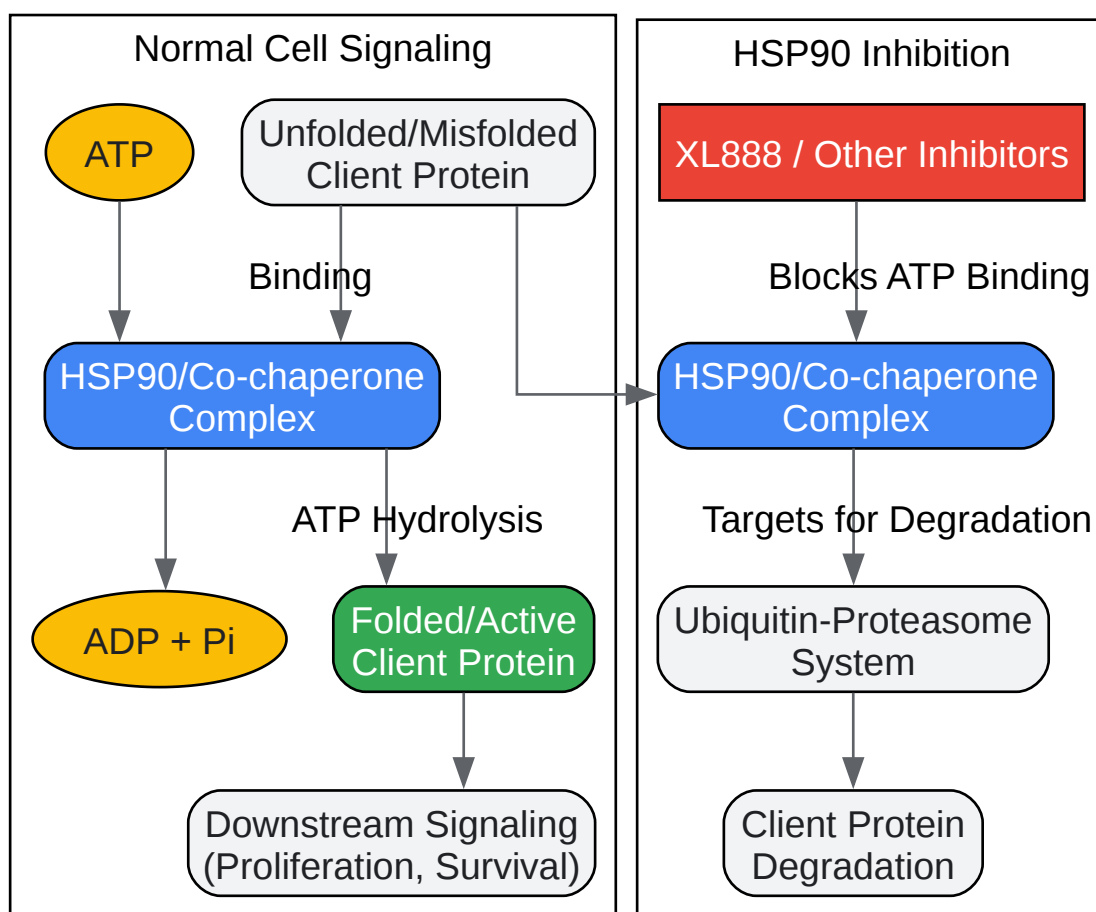 Normal Cell Signaling
ATP
Unfolded/Misfolded
Client Protein
Binding
HSP90/Co-chaperone
Complex
ATP Hydrolysis
ADP + Pi
Folded/Active
Client Protein
Downstream Signaling
(Proliferation, Survival)
HSP90 Inhibition
XL888 / Other Inhibitors
Blocks ATP Binding
HSP90/Co-chaperone
Complex
Targets for Degradation
Ubiquitin-Proteasome
System
Client Protein
Degradation